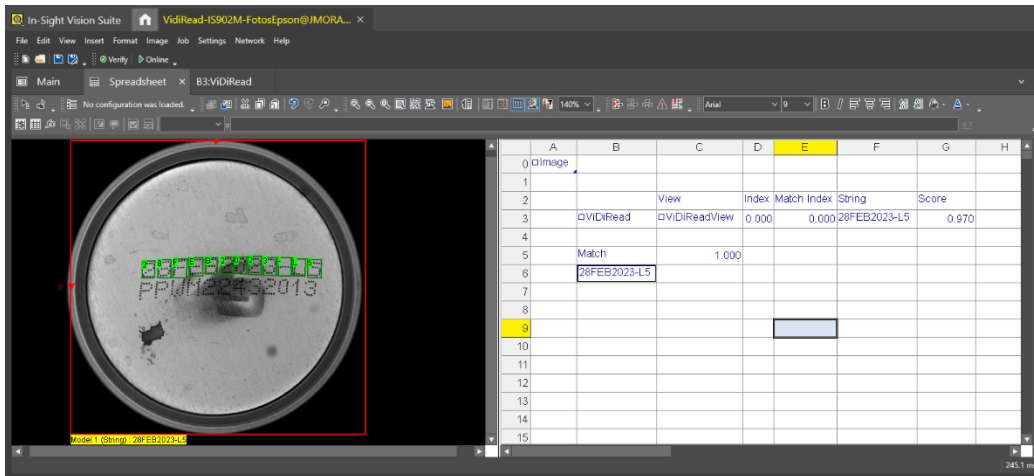 In-Sight Vision Suite
VidiRead-IS902M-FotosEpson@JMORA... ×
File Edit View Insert Format Image Job Settings Network Help
Verify Online
Main Spreadsheet × B3:ViDiRead
No configuration was loaded. 140% Arial 9 B
A B C D E F G H
0 Image
1
2 View Index Match Index String Score
3 ViDiRead ViDiReadView 0.000 0.000 28FEB2023-L5 0.970
4
5 Match 1.000
6 28FEB2023-L5
7
8
9
10
11
12
13
14
15
28FEB2023-L5
PPWM22432013
Y
Model 1 (String) : 28FEB2023-L5
245.1 m